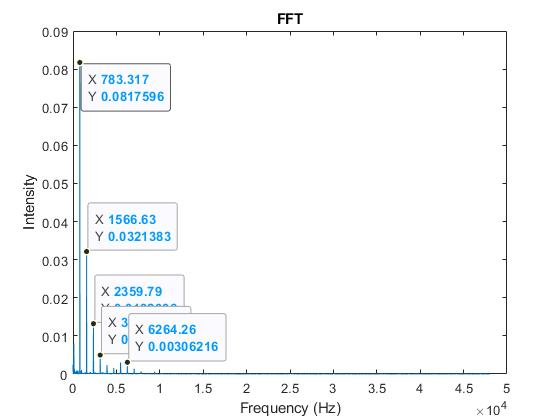 FFT
0.09
0.08
0.07
0.06
0.05
0.04
0.03
0.02
0.01
0
Intensity
X 783.317
Y 0.0817596
X 1566.63
Y 0.0321383
X 2359.79
X 3
Y 0
X 6264.26
Y 0.00306216
0 0.5 1 1.5 2 2.5 3 3.5 4 4.5 5
Frequency (Hz)
×10⁴